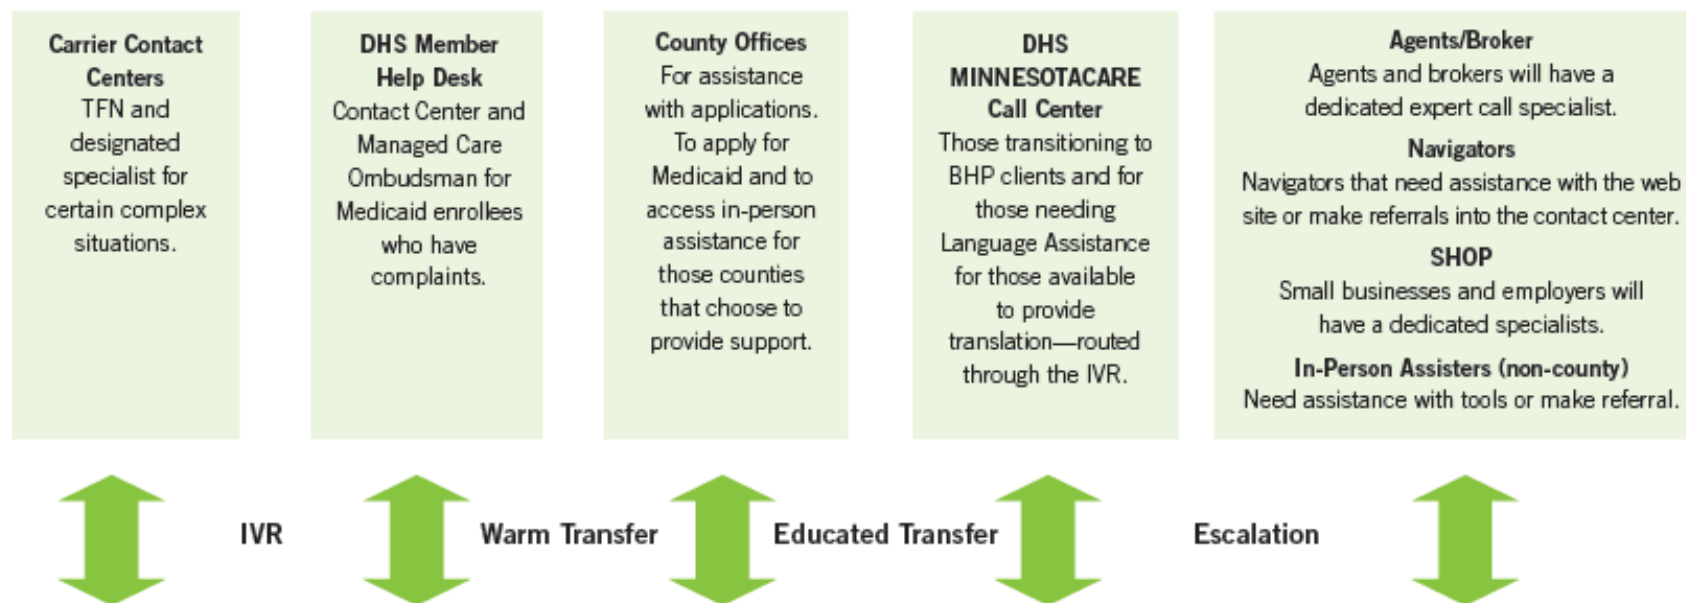 Carrier Contact
Centers
TFN and
designated
specialist for
certain complex
situations.
DHS Member
Help Desk
Contact Center and
Managed Care
Ombudsman for
Medicaid enrollees
who have
complaints.
County Offices
For assistance
with applications.
To apply for
Medicaid and to
access in-person
assistance for
those counties
that choose to
provide support.
DHS
MINNESOTACARE
Call Center
Those transitioning to
BHP clients and for
those needing
Language Assistance
for those available
to provide
translation—routed
through the IVR.
Agents/Broker
Agents and brokers will have a
dedicated expert call specialist.
Navigators
Navigators that need assistance with the web
site or make referrals into the contact center.
SHOP
Small businesses and employers will
have a dedicated specialists.
In-Person Assisters (non-county)
Need assistance with tools or make referral.
IVR
Warm Transfer
Educated Transfer
Escalation